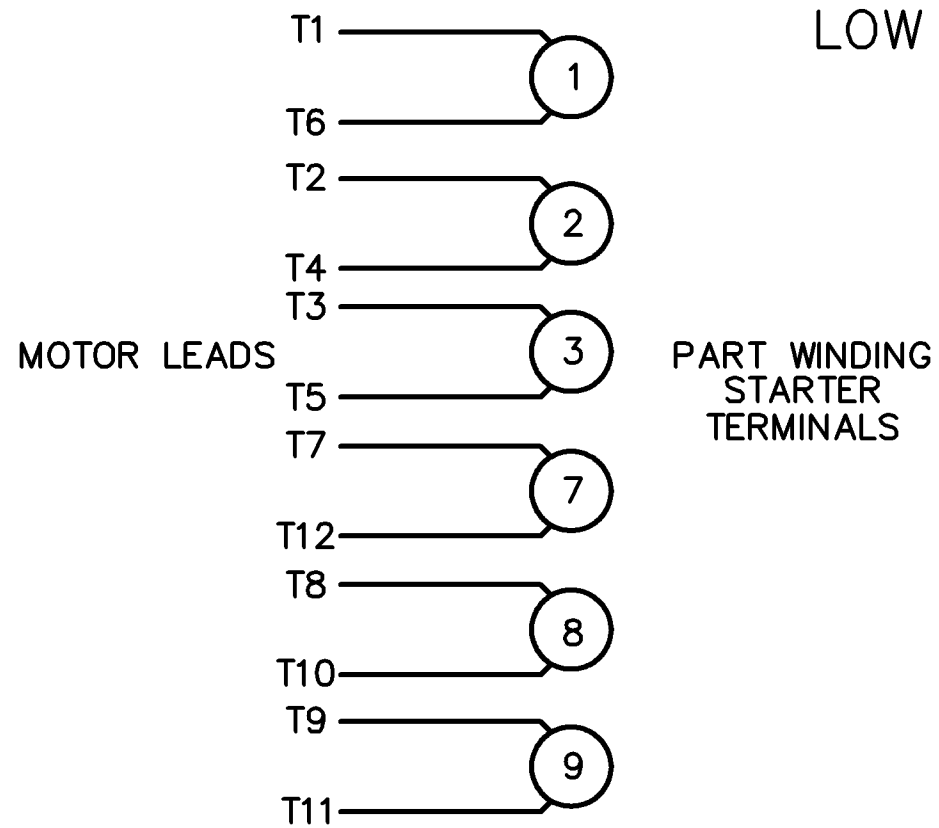 LOW
T1
1
T6
T2
2
T4
T3
MOTOR LEADS
3
PART WINDING
STARTER
TERMINALS
T5
T7
7
T12
T8
8
T10
T9
9
T11